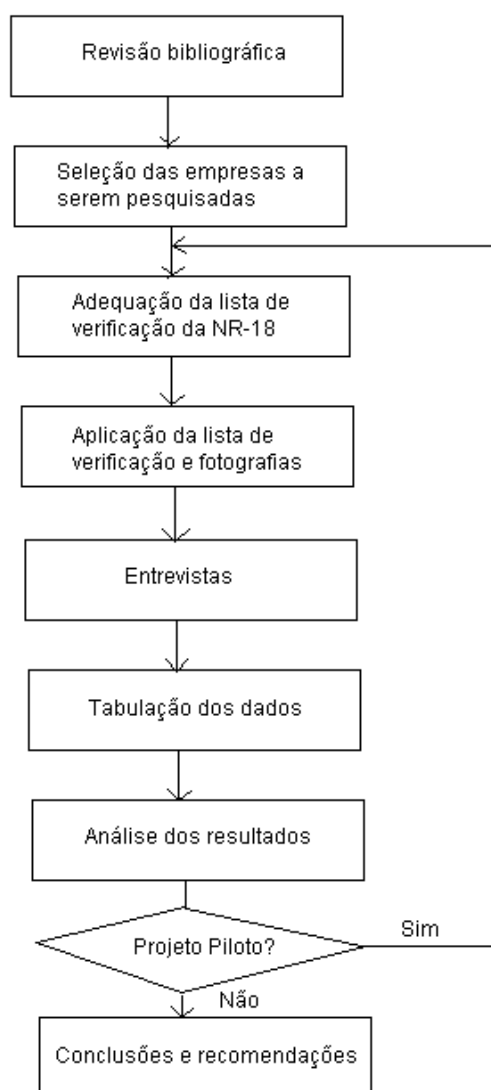 Revisão bibliográfica
Seleção das empresas a
serem pesquisadas
Adequação da lista de
verificação da NR-18
Aplicação da lista de
verificação e fotografias
Entrevistas
Tabulação dos dados
Análise dos resultados
Projeto Piloto?
Sim
Não
Conclusões e recomendações